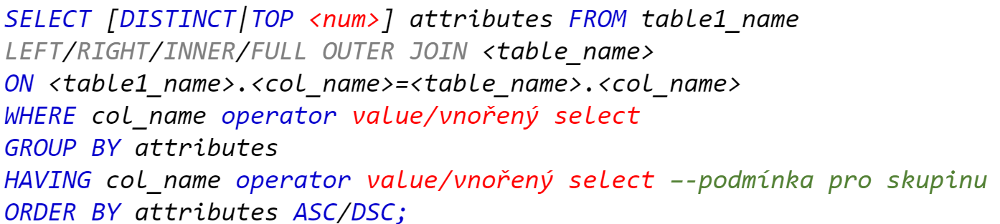 SELECT [DISTINCT|TOP <num>] attributes FROM table1_name
LEFT/RIGHT/INNER/FULL OUTER JOIN <table_name>
ON <table1_name>.<col_name>=<table_name>.<col_name>
WHERE col_name operator value/vnořený select
GROUP BY attributes
HAVING col_name operator value/vnořený select –-podmínka pro skupinu
ORDER BY attributes ASC/DSC;